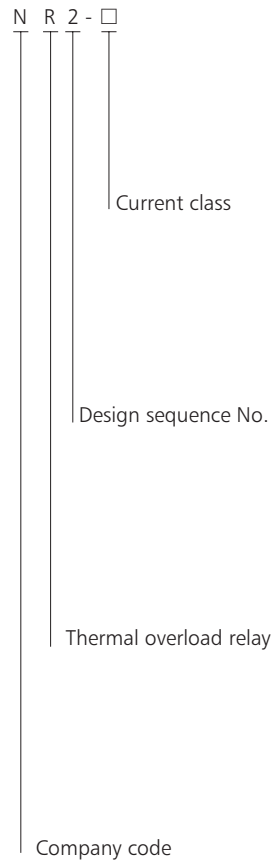 N R 2 - □
Current class
Design sequence No.
Thermal overload relay
Company code